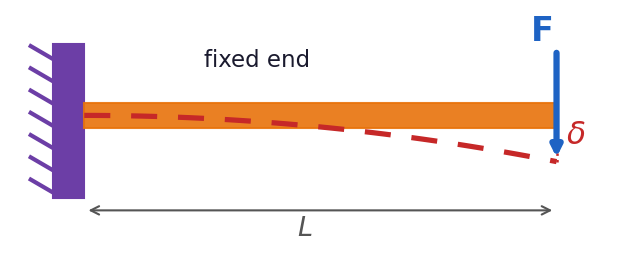 F
fixed end
δ
L